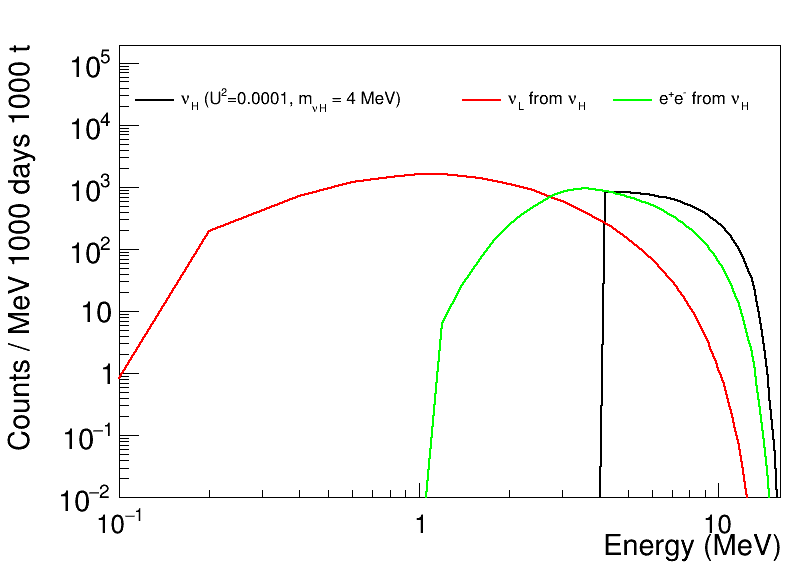 Counts / MeV 1000 days 1000 t
10⁵
10⁴
10³
10²
10
1
10⁻¹
10⁻²
ν_H (U²=0.0001, m_νH = 4 MeV)
ν_L from ν_H
e⁺e⁻ from ν_H
10⁻¹
1
10
Energy (MeV)